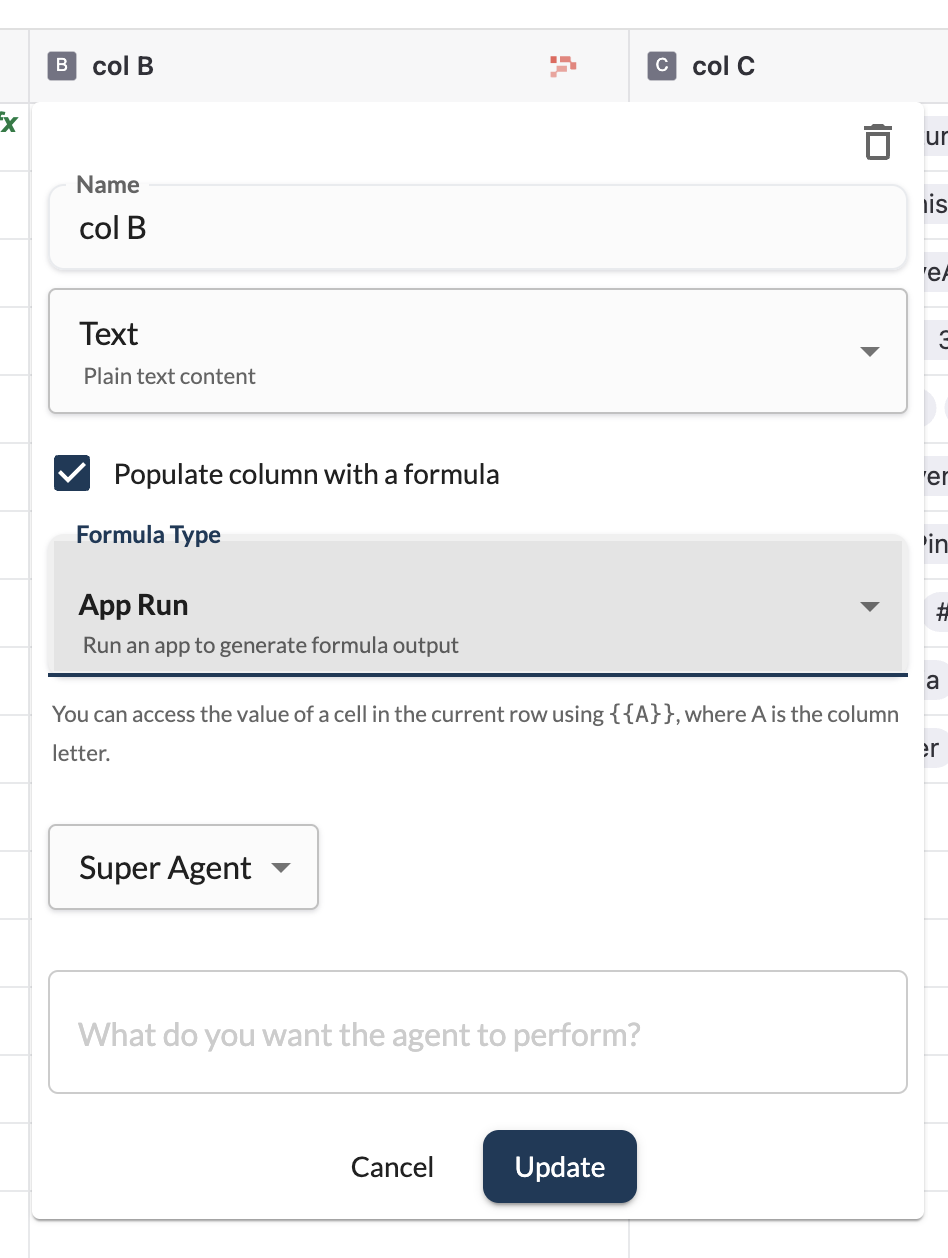 B col B
C col C
fx
Name
col B
Text
Plain text content
Populate column with a formula
Formula Type
App Run
Run an app to generate formula output
You can access the value of a cell in the current row using {{A}}, where A is the column
letter.
Super Agent
What do you want the agent to perform?
Cancel Update